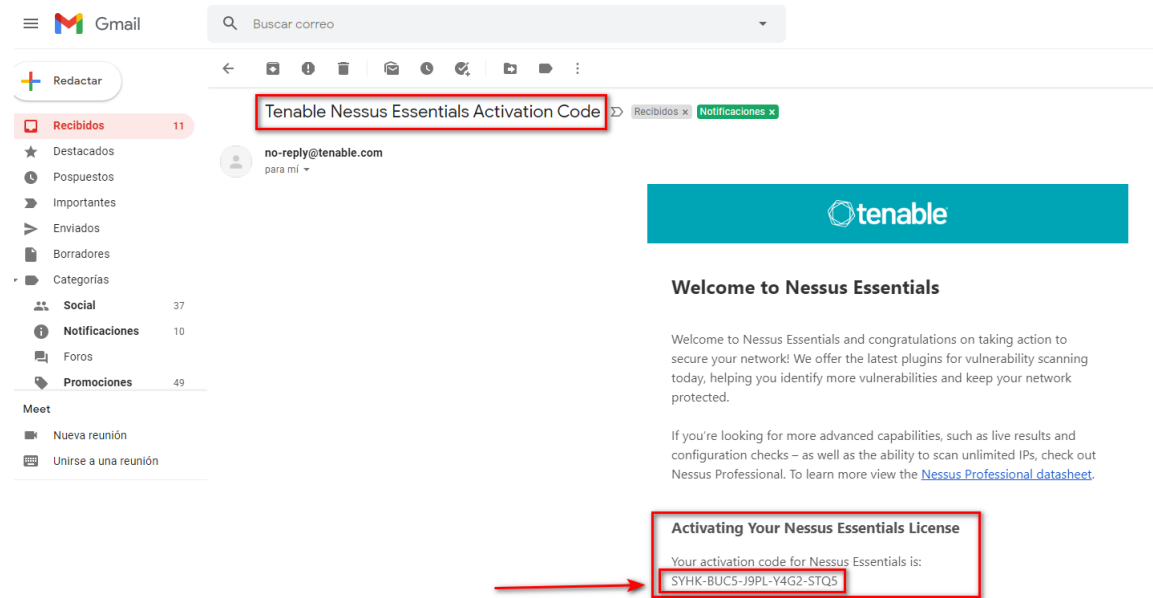 Gmail
Buscar correo
Redactar
Tenable Nessus Essentials Activation Code Recibidos x Notificaciones x
Recibidos 11
no-reply@tenable.com
para mí
Destacados
Pospuestos
Importantes
Enviados
Borradores
Categorías
Social 37
Notificaciones 10
Foros
Promociones 49
Meet
Nueva reunión
Unirse a una reunión
tenable
Welcome to Nessus Essentials
Welcome to Nessus Essentials and congratulations on taking action to
secure your network! We offer the latest plugins for vulnerability scanning
today, helping you identify more vulnerabilities and keep your network
protected.
If you're looking for more advanced capabilities, such as live results and
configuration checks – as well as the ability to scan unlimited IPs, check out
Nessus Professional. To learn more view the Nessus Professional datasheet.
Activating Your Nessus Essentials License
Your activation code for Nessus Essentials is:
SYHK-BUC5-J9PL-Y4G2-STQ5